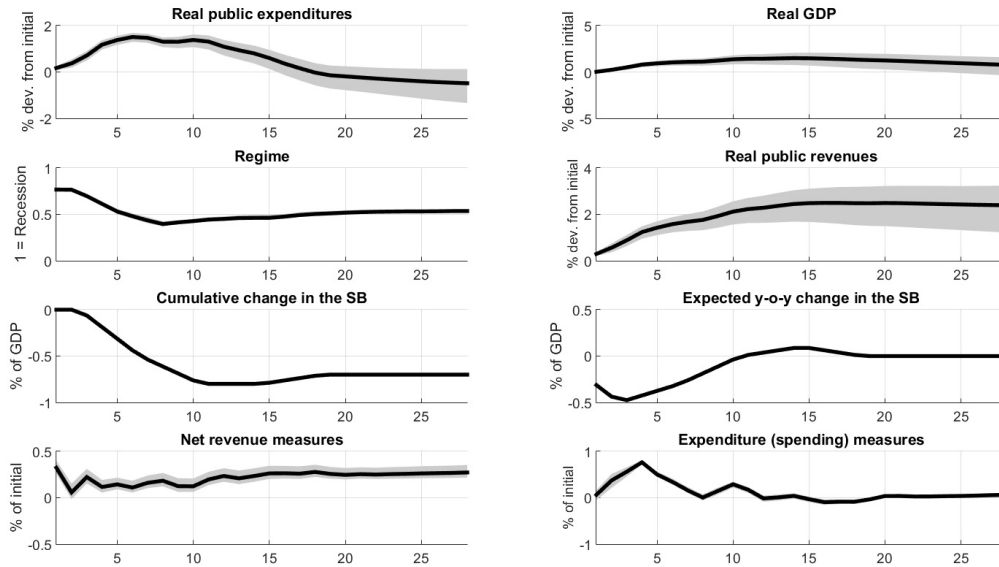 Real public expenditures
% dev. from initial
2
0
-2
5 10 15 20 25
Real GDP
% dev. from initial
5
0
-5
5 10 15 20 25
Regime
1 = Recession
1
0.5
0
5 10 15 20 25
Real public revenues
% dev. from initial
4
2
0
5 10 15 20 25
Cumulative change in the SB
% of GDP
0
-0.5
-1
5 10 15 20 25
Expected y-o-y change in the SB
% of GDP
0.5
0
-0.5
5 10 15 20 25
Net revenue measures
% of initial
0.5
0
-0.5
5 10 15 20 25
Expenditure (spending) measures
% of initial
1
0
-1
5 10 15 20 25